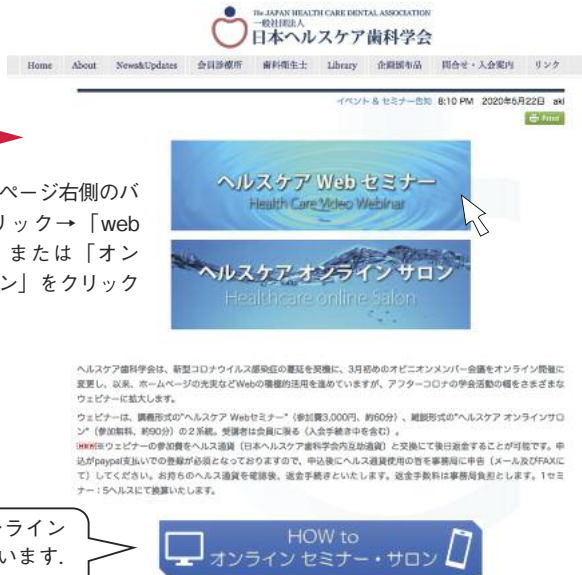 The JAPAN HEALTH CARE DENTAL ASSOCIATION
一般社団法人
日本ヘルスケア歯科学会
Home About News&Updates 会員診療所 歯科衛生士 Library 企画頒布品 問合せ・入会案内 リンク
イベント & セミナー告知 8:10 PM 2020年5月22日 aki
Print
ページ右側のバ
リック→「web
または「オン
ン」をクリック
ヘルスケア Web セミナー
Health Care Video Webinar
ヘルスケア オンライン サロン
Healthcare online Salon
ヘルスケア歯科学会は、新型コロナウイルス感染症の蔓延を契機に、3月初めのオピニオンメンバー会議をオンライン開催に
変更し、以来、ホームページの充実などWebの積極的活用を進めていますが、アフターコロナの学会活動の幅をさまざまな
ウェビナーに拡大します。
ウェビナーは、講義形式の"ヘルスケア Webセミナー"（参加費3,000円、約60分）、雑談形式の"ヘルスケア オンラインサロ
ン"（参加無料、約90分）の2系統。受講者は会員に限る（入会手続き中を含む）。
NEW!※ウェビナーの参加費をヘルス通貨（日本ヘルスケア歯科学会内互助通貨）と交換にて後日返金することが可能です。申
込がpaypal支払いでの登録が必須となっておりますので、申込後にヘルス通貨使用の旨を事務局に申告（メール及びFAXに
て）してください。お持ちのヘルス通貨を確認後、返金手続きといたします。返金手数料は事務局負担とします。1セミ
ナー：5ヘルスにて換算いたします。
ライン
います．
HOW to
オンライン セミナー・サロン